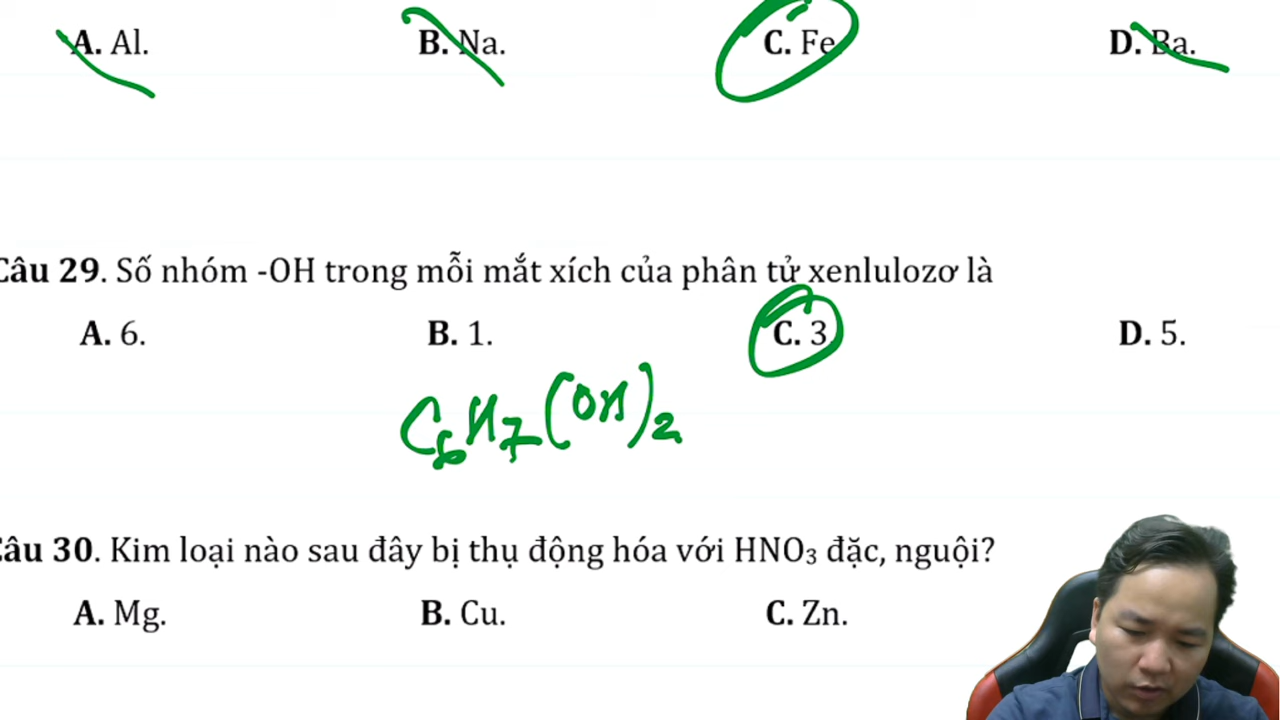 A. Al. B. Na. C. Fe D. Ba.
Câu 29. Số nhóm -OH trong mỗi mắt xích của phân tử xenlulozơ là
A. 6. B. 1. C. 3 D. 5.
C₆H₇(OH)₂
Câu 30. Kim loại nào sau đây bị thụ động hóa với HNO₃ đặc, nguội?
A. Mg. B. Cu. C. Zn.